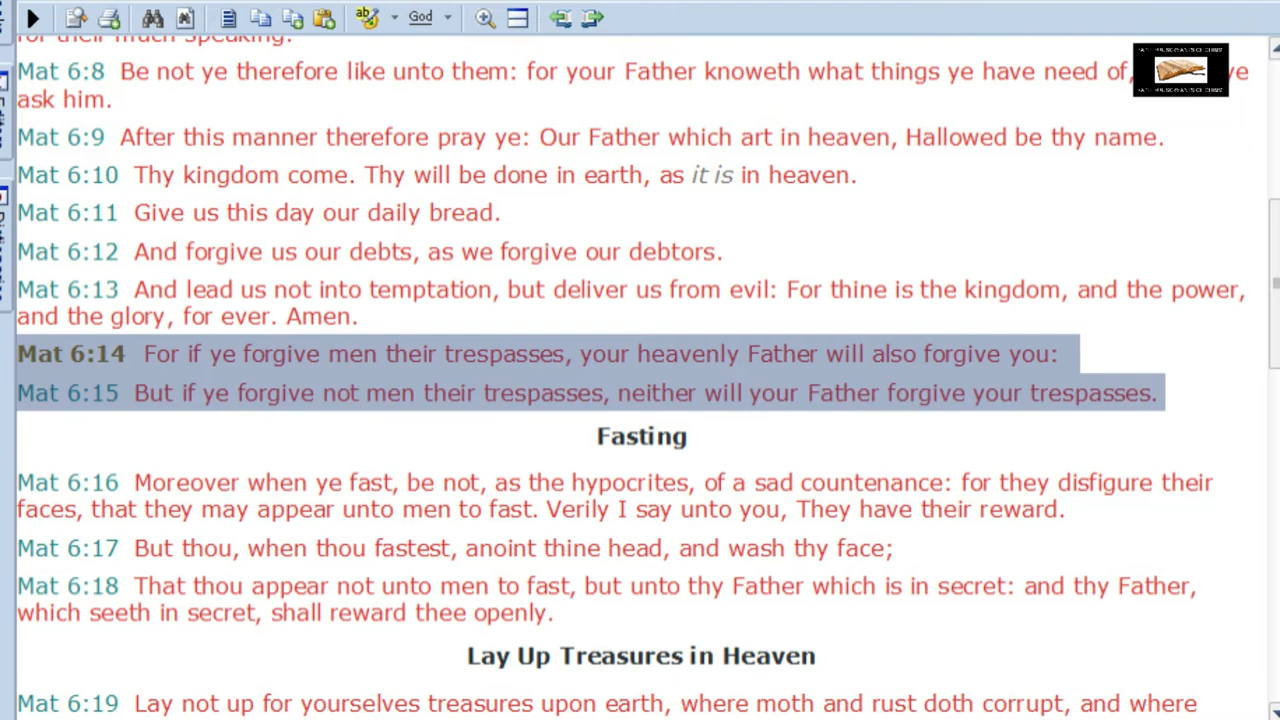 God
for their much speaking.
Mat 6:8 Be not ye therefore like unto them: for your Father knoweth what things ye have need of, ye
ask him.
Mat 6:9 After this manner therefore pray ye: Our Father which art in heaven, Hallowed be thy name.
Mat 6:10 Thy kingdom come. Thy will be done in earth, as it is in heaven.
Mat 6:11 Give us this day our daily bread.
Mat 6:12 And forgive us our debts, as we forgive our debtors.
Mat 6:13 And lead us not into temptation, but deliver us from evil: For thine is the kingdom, and the power,
and the glory, for ever. Amen.
Mat 6:14 For if ye forgive men their trespasses, your heavenly Father will also forgive you:
Mat 6:15 But if ye forgive not men their trespasses, neither will your Father forgive your trespasses.
Fasting
Mat 6:16 Moreover when ye fast, be not, as the hypocrites, of a sad countenance: for they disfigure their
faces, that they may appear unto men to fast. Verily I say unto you, They have their reward.
Mat 6:17 But thou, when thou fastest, anoint thine head, and wash thy face;
Mat 6:18 That thou appear not unto men to fast, but unto thy Father which is in secret: and thy Father,
which seeth in secret, shall reward thee openly.
Lay Up Treasures in Heaven
Mat 6:19 Lay not up for yourselves treasures upon earth, where moth and rust doth corrupt, and where